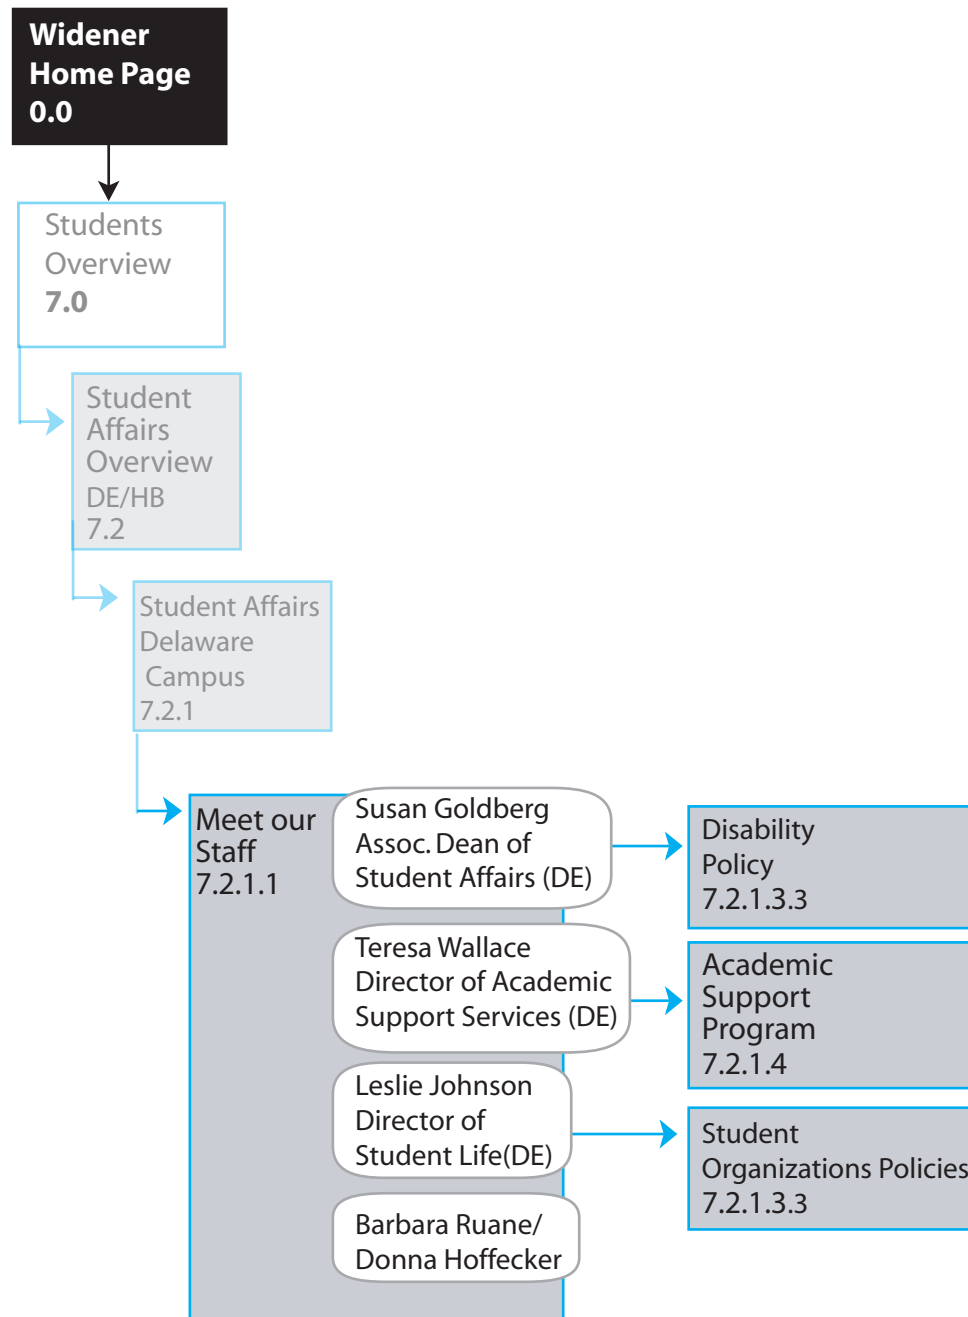 Widener
Home Page
0.0
Students
Overview
7.0
Student
Affairs
Overview
DE/HB
7.2
Student Affairs
Delaware
Campus
7.2.1
Meet our
Staff
7.2.1.1
Susan Goldberg
Assoc. Dean of
Student Affairs (DE)
Disability
Policy
7.2.1.3.3
Teresa Wallace
Director of Academic
Support Services (DE)
Academic
Support
Program
7.2.1.4
Leslie Johnson
Director of
Student Life(DE)
Student
Organizations Policies
7.2.1.3.3
Barbara Ruane/
Donna Hoffecker